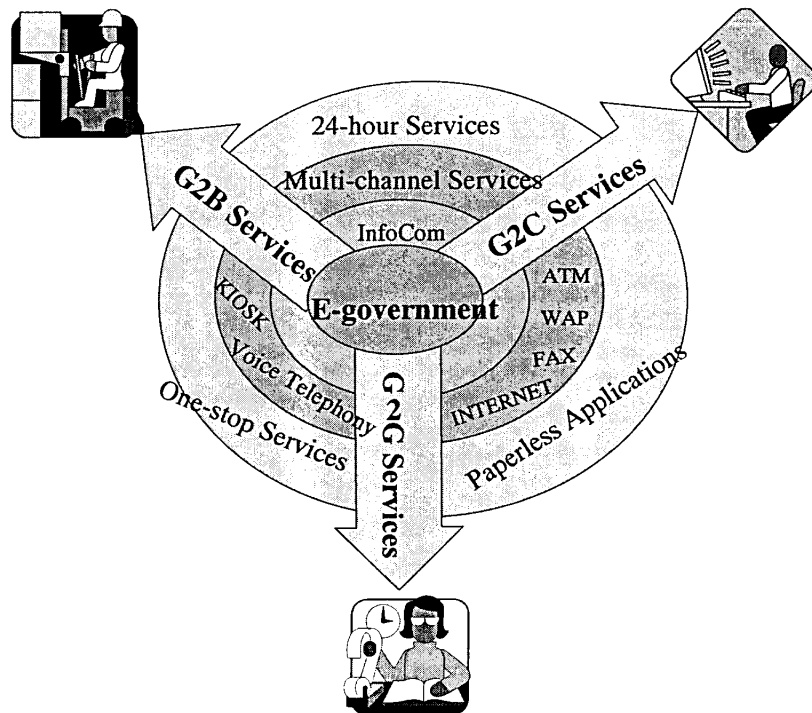 24-hour Services
Multi-channel Services
InfoCom
G2B Services
G2C Services
E-government
ATM
WAP
FAX
INTERNET
KIOSK
Voice Telephony
One-stop Services
G2G Services
Paperless Applications